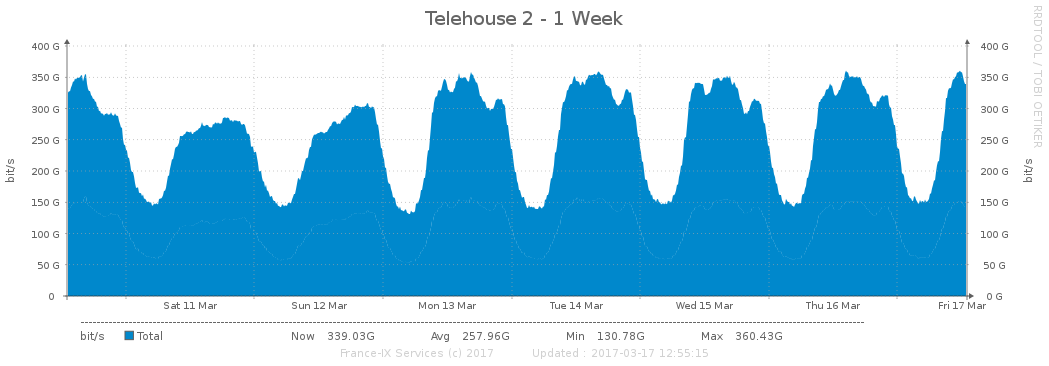 Telehouse 2 - 1 Week
RRDTOOL / TOBI OETIKER
400 G 400 G
350 G 350 G
300 G 300 G
250 G 250 G
200 G 200 G
150 G 150 G
100 G 100 G
50 G 50 G
0 0 G
bit/s
bit/s
Sat 11 Mar Sun 12 Mar Mon 13 Mar Tue 14 Mar Wed 15 Mar Thu 16 Mar Fri 17 Mar
bit/s Total Now 339.03G Avg 257.96G Min 130.78G Max 360.43G
France-IX Services (c) 2017 Updated : 2017-03-17 12:55:15